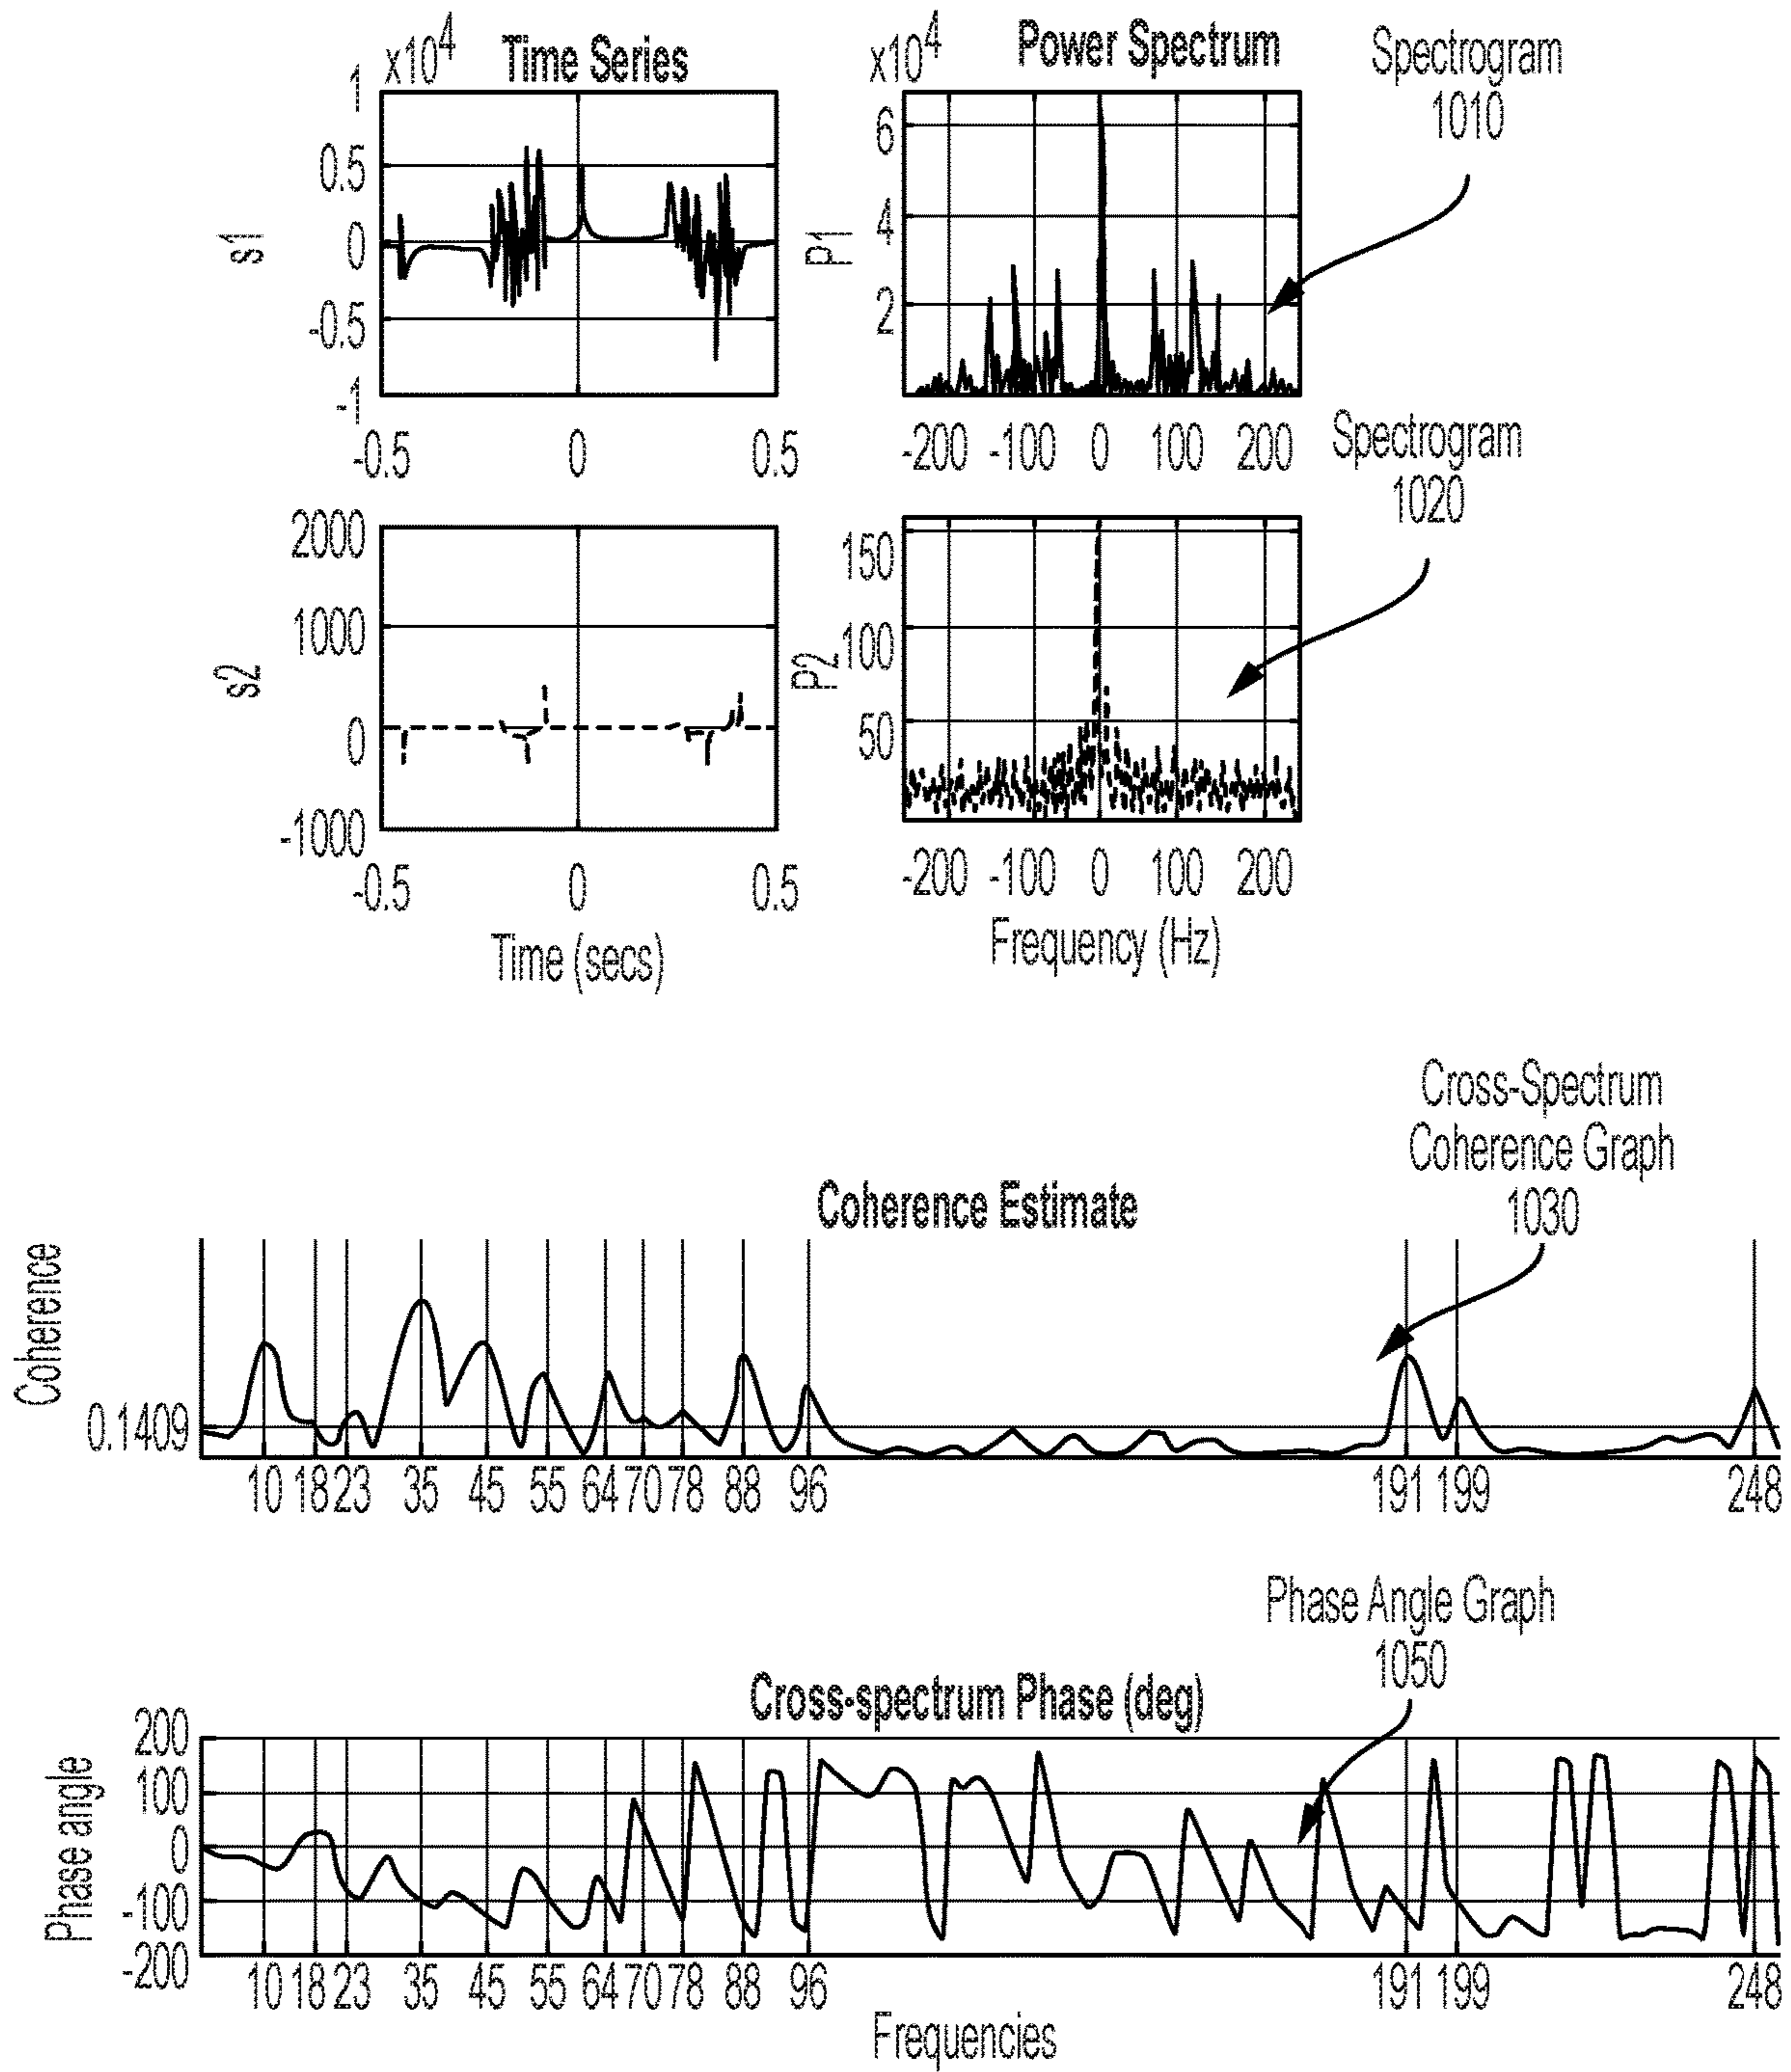 x10⁴ Time Series
x10⁴ Power Spectrum
Spectrogram
1010
1
0.5
0
-0.5
-1
s1
-0.5 0 0.5
6
4
2
P1
-200 -100 0 100 200
Spectrogram
1020
2000
1000
0
-1000
s2
-0.5 0 0.5
Time (secs)
150
100
50
P2
-200 -100 0 100 200
Frequency (Hz)
Cross-Spectrum
Coherence Graph
1030
Coherence Estimate
Coherence
0.1409
10 18 23 35 45 55 64 70 78 88 96 191 199 248
Phase Angle Graph
1050
Cross-spectrum Phase (deg)
Phase angle
200
100
0
-100
-200
10 18 23 35 45 55 64 70 78 88 96 191 199 248
Frequencies